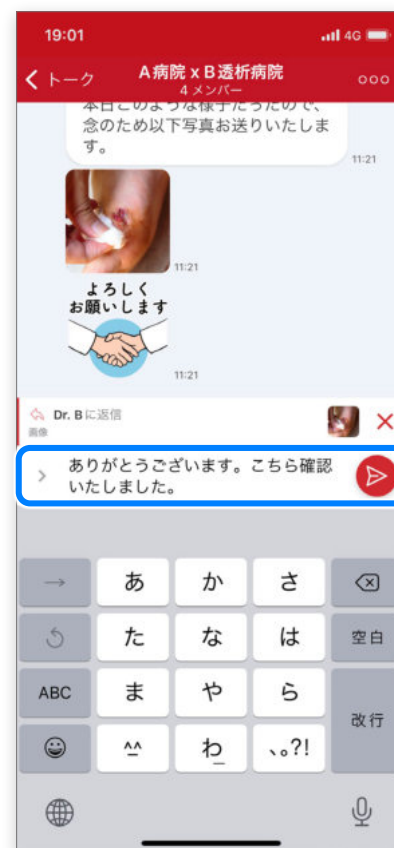 19:01
4G
トーク
A病院 x B透析病院
4 メンバー
本日このような様子だったので、
念のため以下写真お送りいたしま
す。
11:21
11:21
よろしく
お願いします
11:21
Dr. Bに返信
画像
ありがとうございます。こちら確認
いたしました。
→ あ か さ
た な は 空白
ABC ま や ら
改行
^^ わ 、。?!